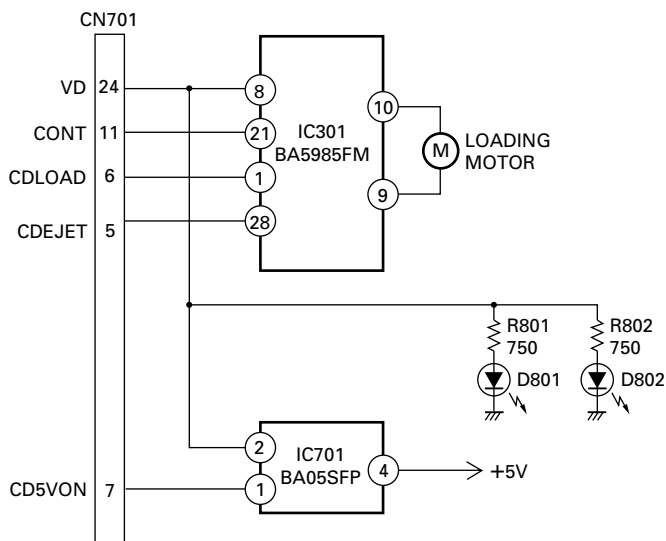 CN701
VD 24 8
CONT 11 21
CDLOAD 6 1
CDEJET 5 28
IC301
BA5985FM
10
9
M
LOADING
MOTOR
R801
750
D801
R802
750
D802
2
CD5VON 7 1
IC701
BA05SFP
4
+5V